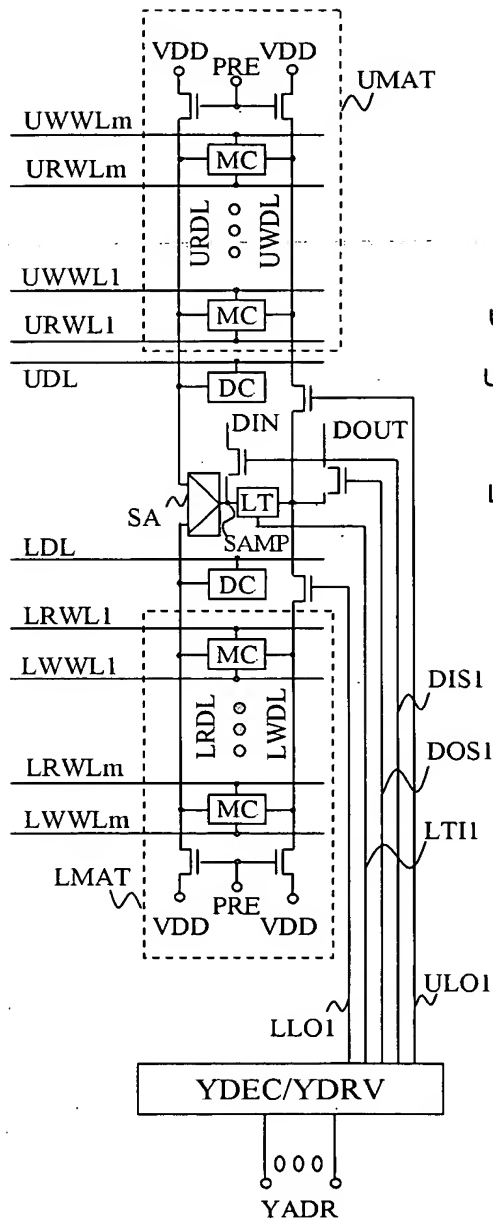 VDD PRE VDD
UMAT
UWWLm
MC
URWLm
URDL UWDL
UWWL1
MC
URWL1
UDL
DC
DIN DOUT
LT
SA
SAMP
LDL
DC
LRWL1
MC
LWWL1
LRDL LWDL
DIS1
LRWLm
DOS1
MC
LWWLm
LTI1
LMAT
VDD PRE VDD
ULO1
LLO1
YDEC/YDRV
YADR